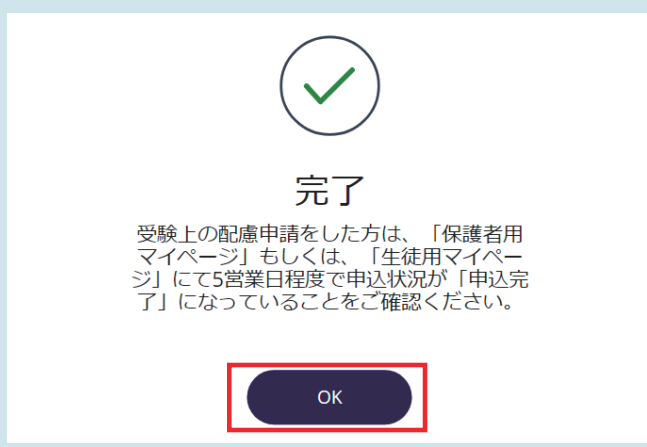 完了
受験上の配慮申請をした方は、「保護者用
マイページ」もしくは、「生徒用マイペー
ジ」にて5営業日程度で申込状況が「申込完
了」になっていることをご確認ください。
OK